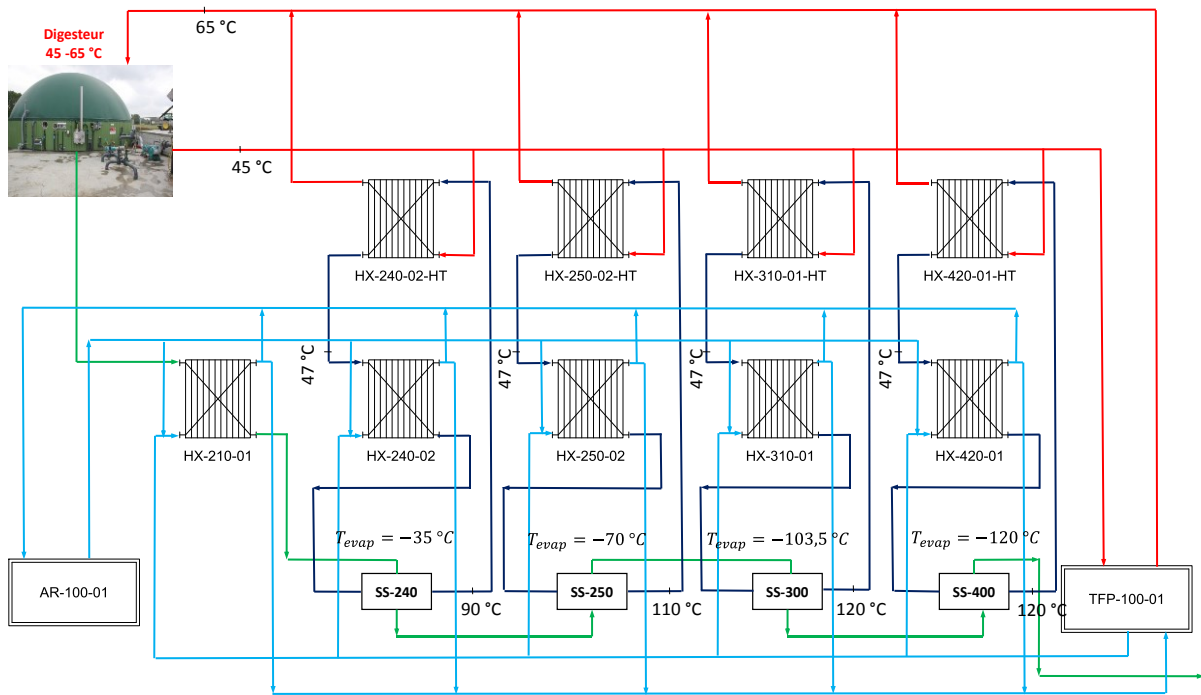 65 °C
Digesteur
45 -65 °C
45 °C
HX-240-02-HT
HX-250-02-HT
HX-310-01-HT
HX-420-01-HT
47 °C
47 °C
47 °C
47 °C
HX-210-01
HX-240-02
HX-250-02
HX-310-01
HX-420-01
T_evap = −35 °C
T_evap = −70 °C
T_evap = −103,5 °C
T_evap = −120 °C
AR-100-01
SS-240
90 °C
SS-250
110 °C
SS-300
120 °C
SS-400
120 °C
TFP-100-01